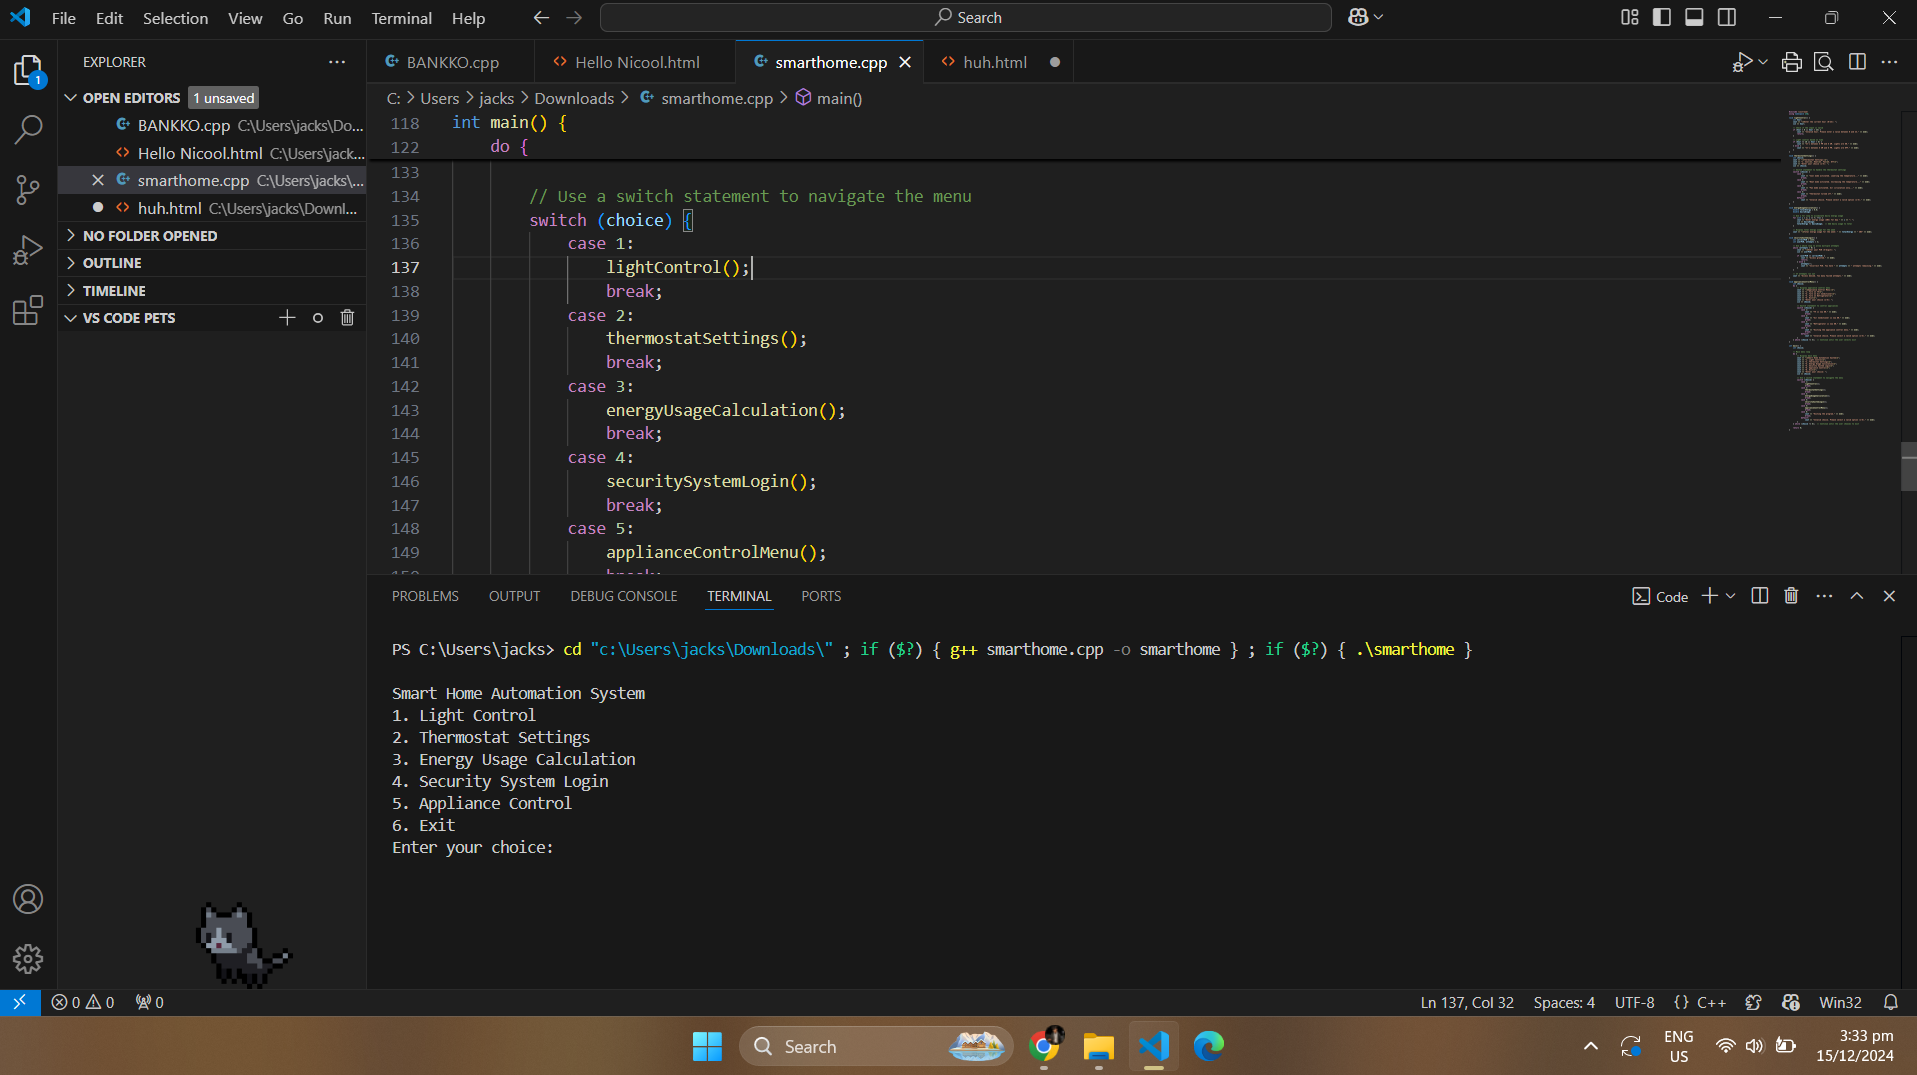 File Edit Selection View Go Run Terminal Help Search
EXPLORER
OPEN EDITORS 1 unsaved
BANKKO.cpp C:\Users\jacks\Do...
Hello Nicool.html C:\Users\jack...
smarthome.cpp C:\Users\jacks\...
huh.html C:\Users\jacks\Downl...
NO FOLDER OPENED
OUTLINE
TIMELINE
VS CODE PETS
1
BANKKO.cpp Hello Nicool.html smarthome.cpp huh.html
C: > Users > jacks > Downloads > smarthome.cpp > main()
118 int main() {
122 do {
133
134 // Use a switch statement to navigate the menu
135 switch (choice) {
136 case 1:
137 lightControl();
138 break;
139 case 2:
140 thermostatSettings();
141 break;
142 case 3:
143 energyUsageCalculation();
144 break;
145 case 4:
146 securitySystemLogin();
147 break;
148 case 5:
149 applianceControlMenu();
PROBLEMS OUTPUT DEBUG CONSOLE TERMINAL PORTS Code
PS C:\Users\jacks> cd "c:\Users\jacks\Downloads\" ; if ($?) { g++ smarthome.cpp -o smarthome } ; if ($?) { .\smarthome }
Smart Home Automation System
1. Light Control
2. Thermostat Settings
3. Energy Usage Calculation
4. Security System Login
5. Appliance Control
6. Exit
Enter your choice:
0 0 0 Ln 137, Col 32 Spaces: 4 UTF-8 {} C++ Win32
Search
ENG
US
3:33 pm
15/12/2024